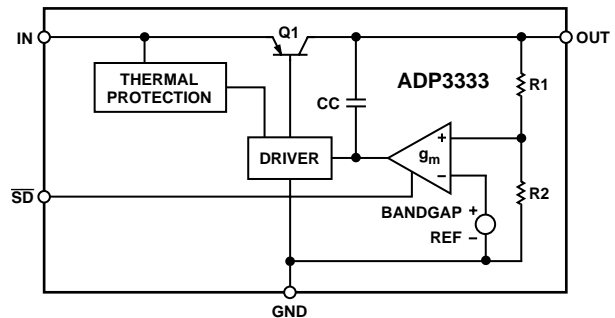 IN
Q1
OUT
THERMAL
PROTECTION
CC
ADP3333
R1
DRIVER
gm
+
−
R2
SD
BANDGAP +
REF −
GND